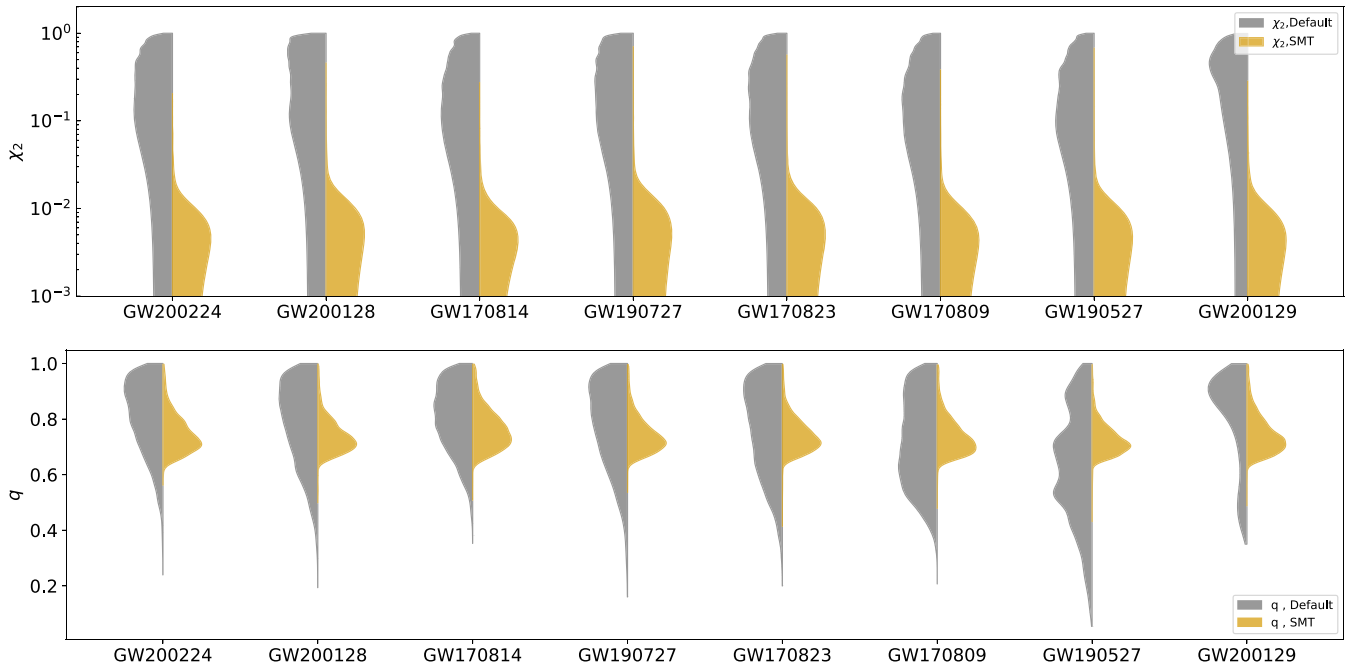 10⁰
10⁻¹
10⁻²
10⁻³
χ₂
χ₂,Default
χ₂,SMT
GW200224 GW200128 GW170814 GW190727 GW170823 GW170809 GW190527 GW200129
1.0
0.8
0.6
0.4
0.2
q
q , Default
q , SMT
GW200224 GW200128 GW170814 GW190727 GW170823 GW170809 GW190527 GW200129